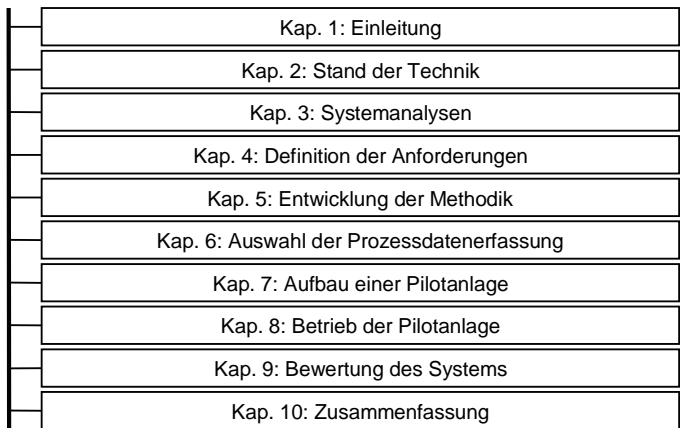 Kap. 1: Einleitung
Kap. 2: Stand der Technik
Kap. 3: Systemanalysen
Kap. 4: Definition der Anforderungen
Kap. 5: Entwicklung der Methodik
Kap. 6: Auswahl der Prozessdatenerfassung
Kap. 7: Aufbau einer Pilotanlage
Kap. 8: Betrieb der Pilotanlage
Kap. 9: Bewertung des Systems
Kap. 10: Zusammenfassung